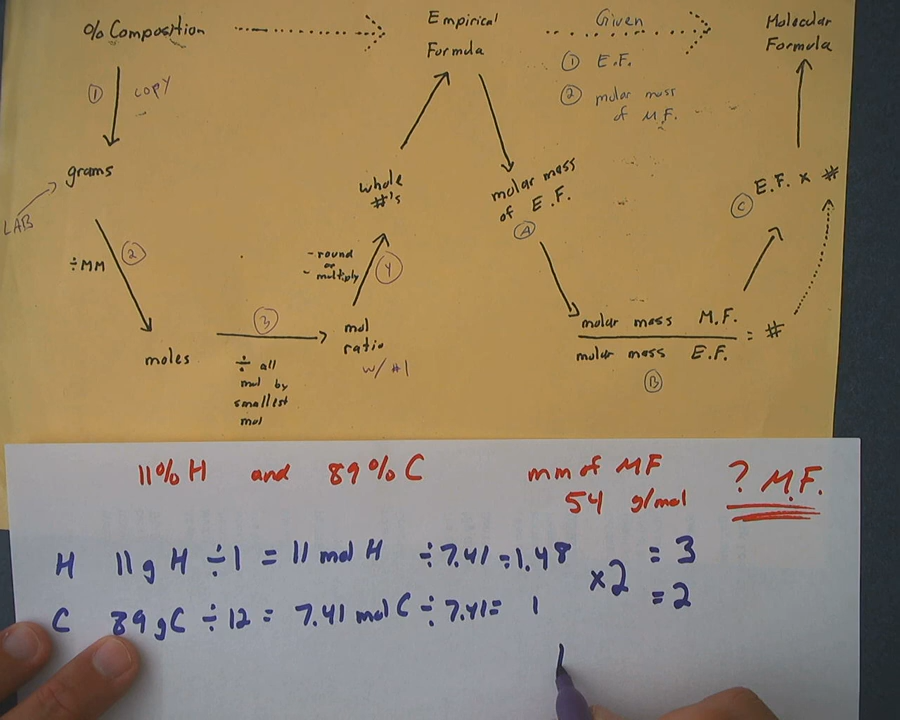 % Composition
Empirical
Formula
Given
① E.F.
② molar mass
of M.F.
Molecular
Formula
① COPY
grams
LAB
÷MM
②
moles
③
÷ all
mol by
smallest
mol
mol
ratio
w/ #1
- round
or
- multiply
Y
whole
#'s
molar mass
of E.F.
A
molar mass M.F.
molar mass E.F.
= #
B
C
E.F. × #
11% H and 89% C
mm of MF
54 g/mol
? M.F.
H 11g H ÷ 1 = 11 mol H ÷7.41 = 1.48 ×2 = 3
C 89gC ÷12 = 7.41 mol C ÷ 7.41 = 1 = 2